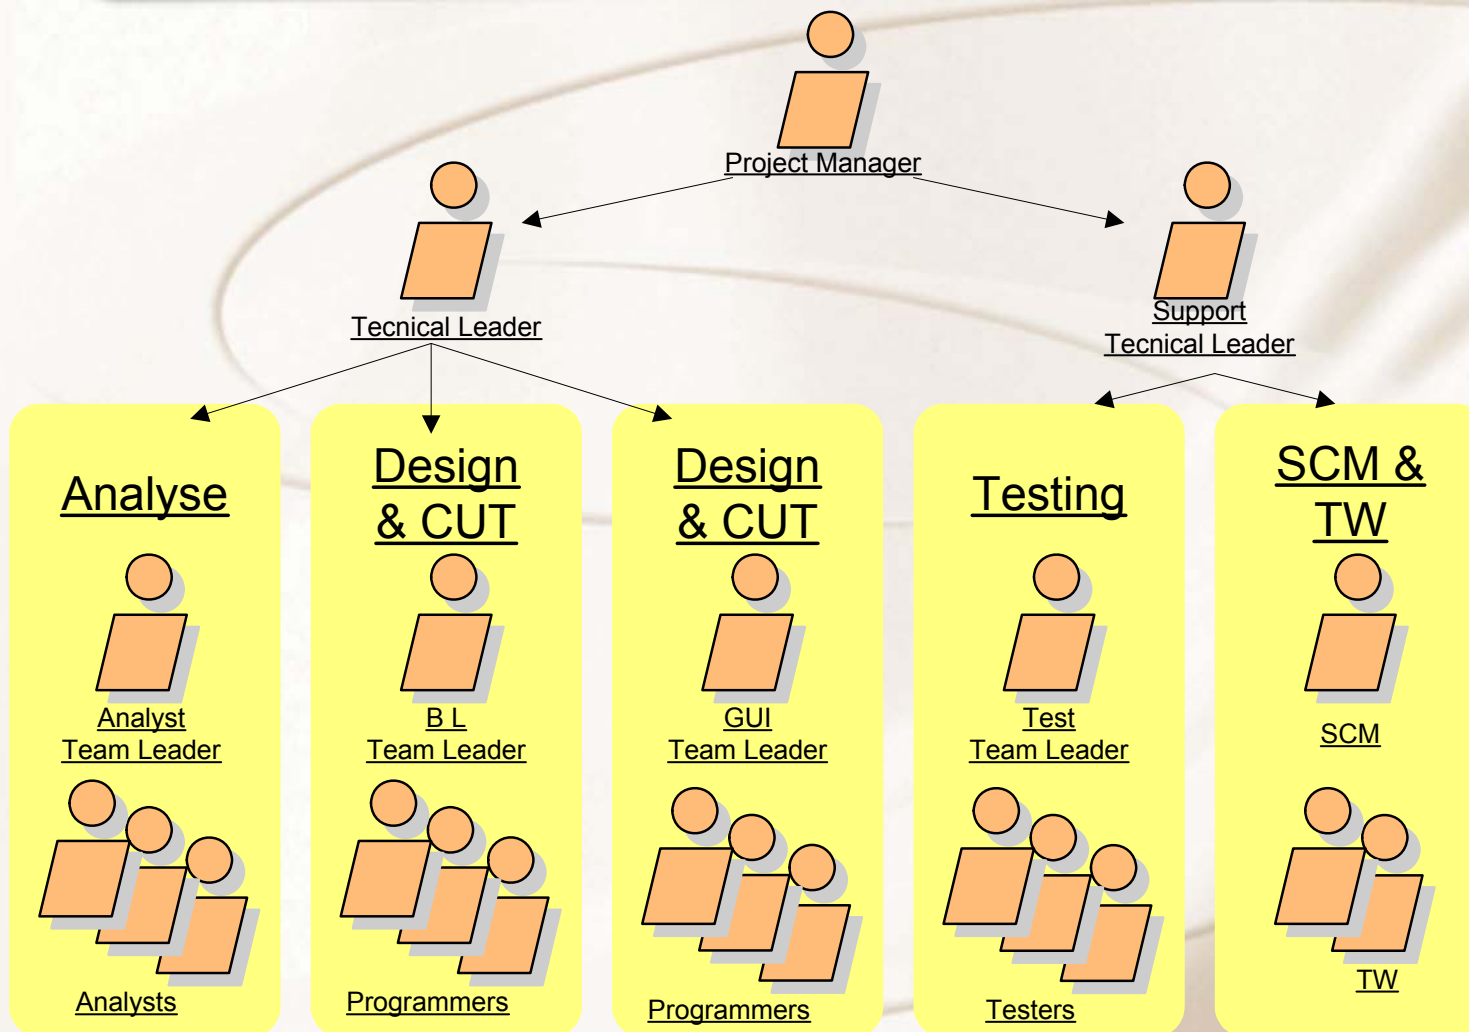 Project Manager
Tecnical Leader
Support
Tecnical Leader
Analyse
Analyst
Team Leader
Analysts
Design
& CUT
B L
Team Leader
Programmers
Design
& CUT
GUI
Team Leader
Programmers
Testing
Test
Team Leader
Testers
SCM &
TW
SCM
TW